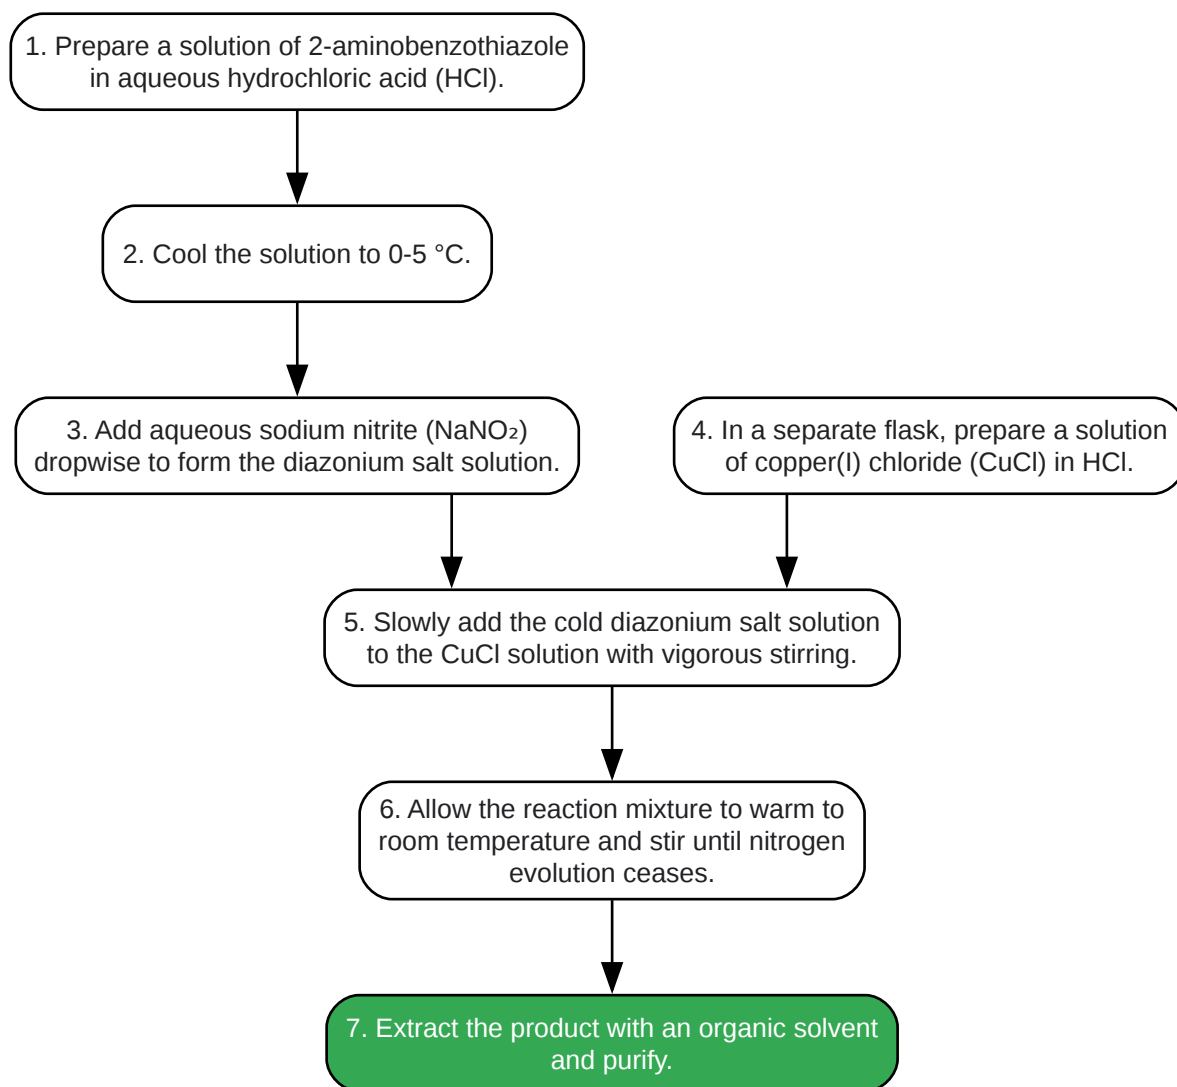 1. Prepare a solution of 2-aminobenzothiazole
in aqueous hydrochloric acid (HCl).
2. Cool the solution to 0-5 °C.
3. Add aqueous sodium nitrite (NaNO₂)
dropwise to form the diazonium salt solution.
4. In a separate flask, prepare a solution
of copper(I) chloride (CuCl) in HCl.
5. Slowly add the cold diazonium salt solution
to the CuCl solution with vigorous stirring.
6. Allow the reaction mixture to warm to
room temperature and stir until nitrogen
evolution ceases.
7. Extract the product with an organic solvent
and purify.